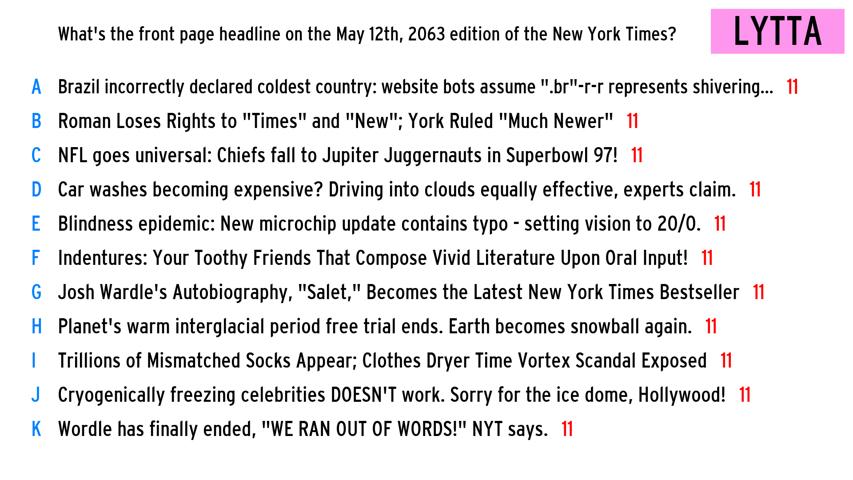 What's the front page headline on the May 12th, 2063 edition of the New York Times?
LYTTA
A Brazil incorrectly declared coldest country: website bots assume ".br"-r-r represents shivering... 11
B Roman Loses Rights to "Times" and "New"; York Ruled "Much Newer" 11
C NFL goes universal: Chiefs fall to Jupiter Juggernauts in Superbowl 97! 11
D Car washes becoming expensive? Driving into clouds equally effective, experts claim. 11
E Blindness epidemic: New microchip update contains typo - setting vision to 20/0. 11
F Indentures: Your Toothy Friends That Compose Vivid Literature Upon Oral Input! 11
G Josh Wardle's Autobiography, "Salet," Becomes the Latest New York Times Bestseller 11
H Planet's warm interglacial period free trial ends. Earth becomes snowball again. 11
I Trillions of Mismatched Socks Appear; Clothes Dryer Time Vortex Scandal Exposed 11
J Cryogenically freezing celebrities DOESN'T work. Sorry for the ice dome, Hollywood! 11
K Wordle has finally ended, "WE RAN OUT OF WORDS!" NYT says. 11